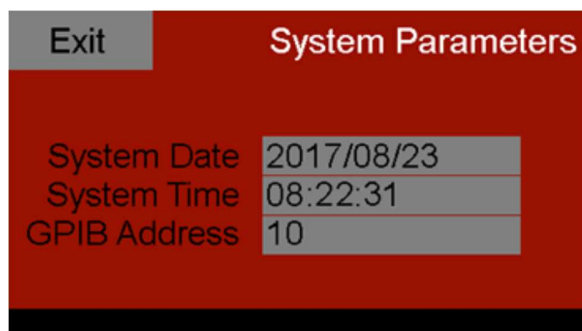 Exit System Parameters
System Date 2017/08/23
System Time 08:22:31
GPIB Address 10